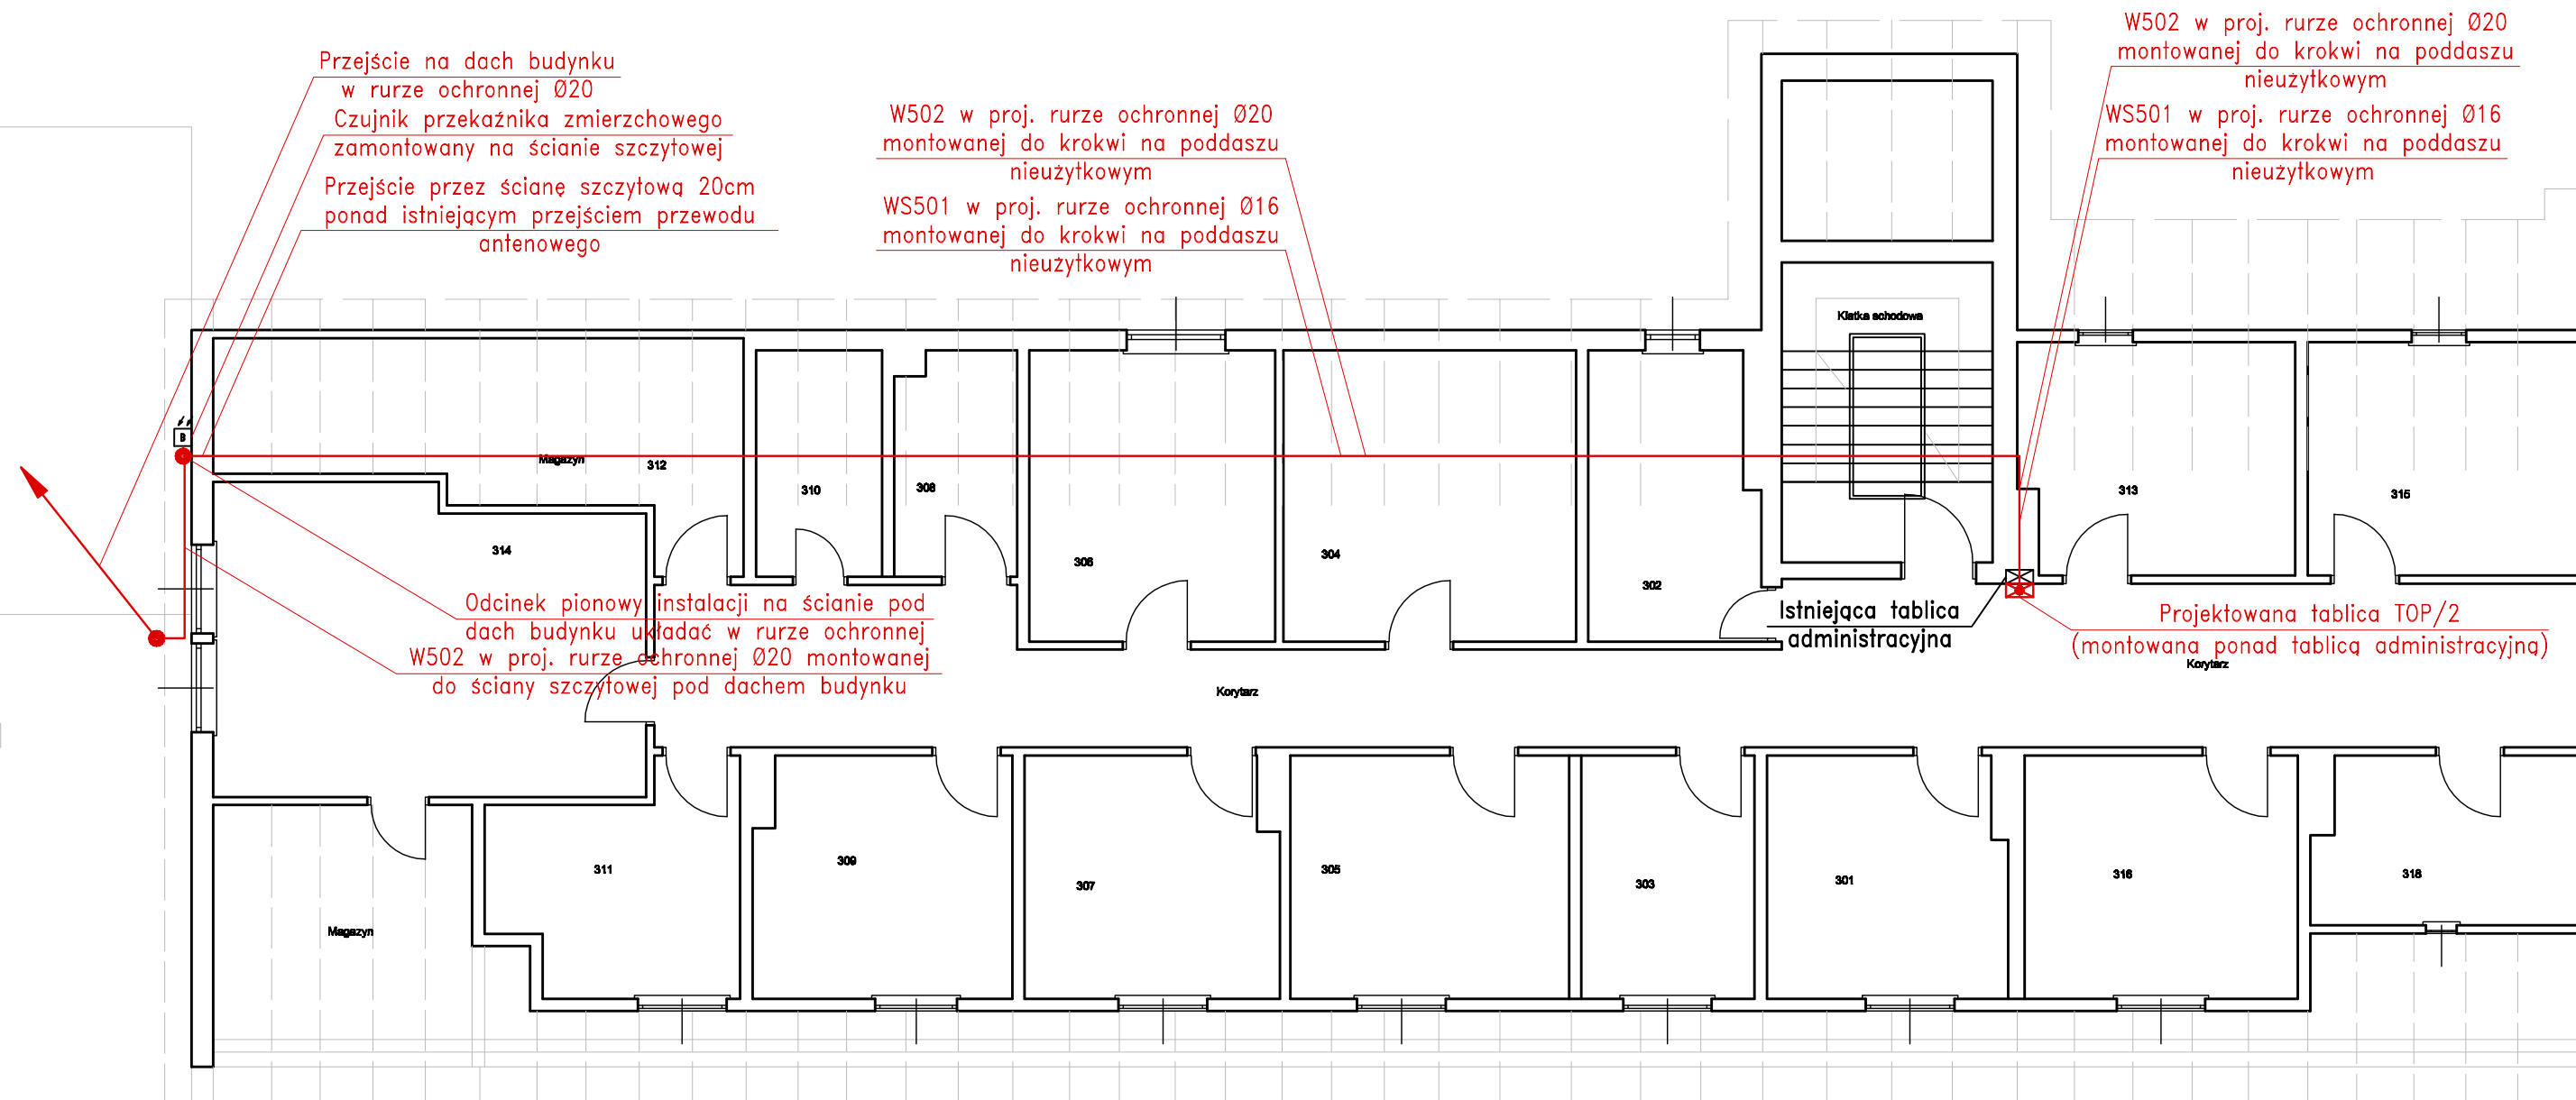 Przejście na dach budynku
w rurze ochronnej Ø20
Czujnik przekaźnika zmierzchowego
zamontowany na ścianie szczytowej
Przejście przez ścianę szczytową 20cm
ponad istniejącym przejściem przewodu
antenowego
W502 w proj. rurze ochronnej Ø20
montowanej do krokwi na poddaszu
nieużytkowym
WS501 w proj. rurze ochronnej Ø16
montowanej do krokwi na poddaszu
nieużytkowym
W502 w proj. rurze ochronnej Ø20
montowanej do krokwi na poddaszu
nieużytkowym
WS501 w proj. rurze ochronnej Ø16
montowanej do krokwi na poddaszu
nieużytkowym
Klatka schodowa
B
Magazyn
312
310
308
306
304
302
313
315
314
Odcinek pionowy instalacji na ścianie pod
dach budynku układać w rurze ochronnej
W502 w proj. rurze ochronnej Ø20 montowanej
do ściany szczytowej pod dachem budynku
Istniejąca tablica
administracyjna
Projektowana tablica TOP/2
(montowana ponad tablicą administracyjną)
Korytarz
Korytarz
311
309
307
305
303
301
316
318
Magazyn